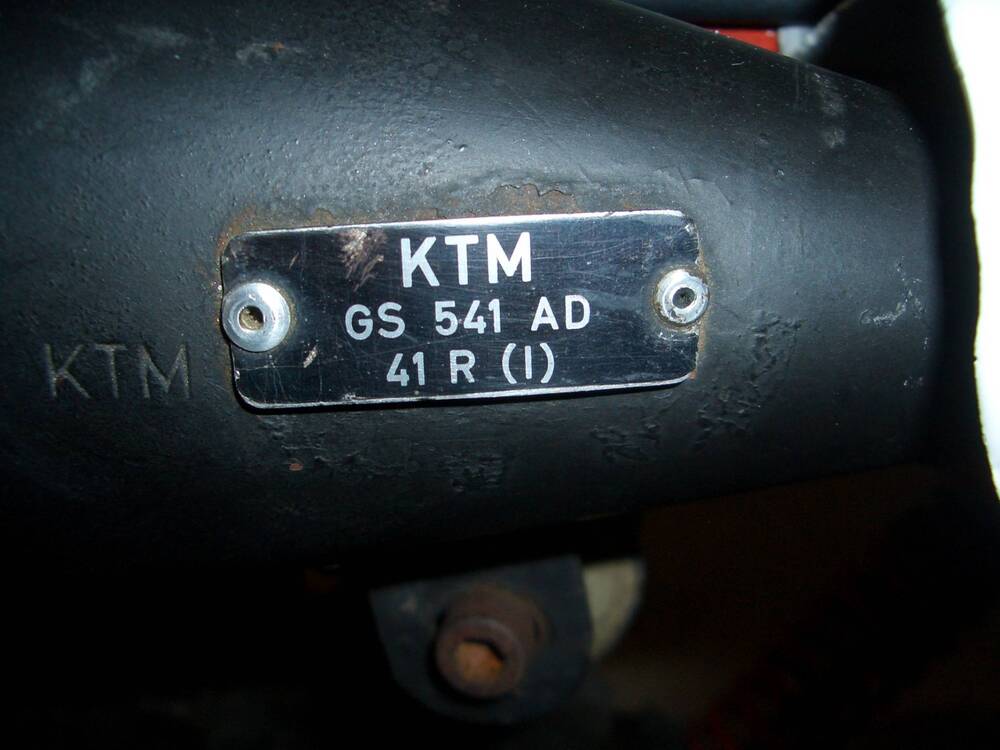 KTM
GS 541 AD
41 R (I)
KTM